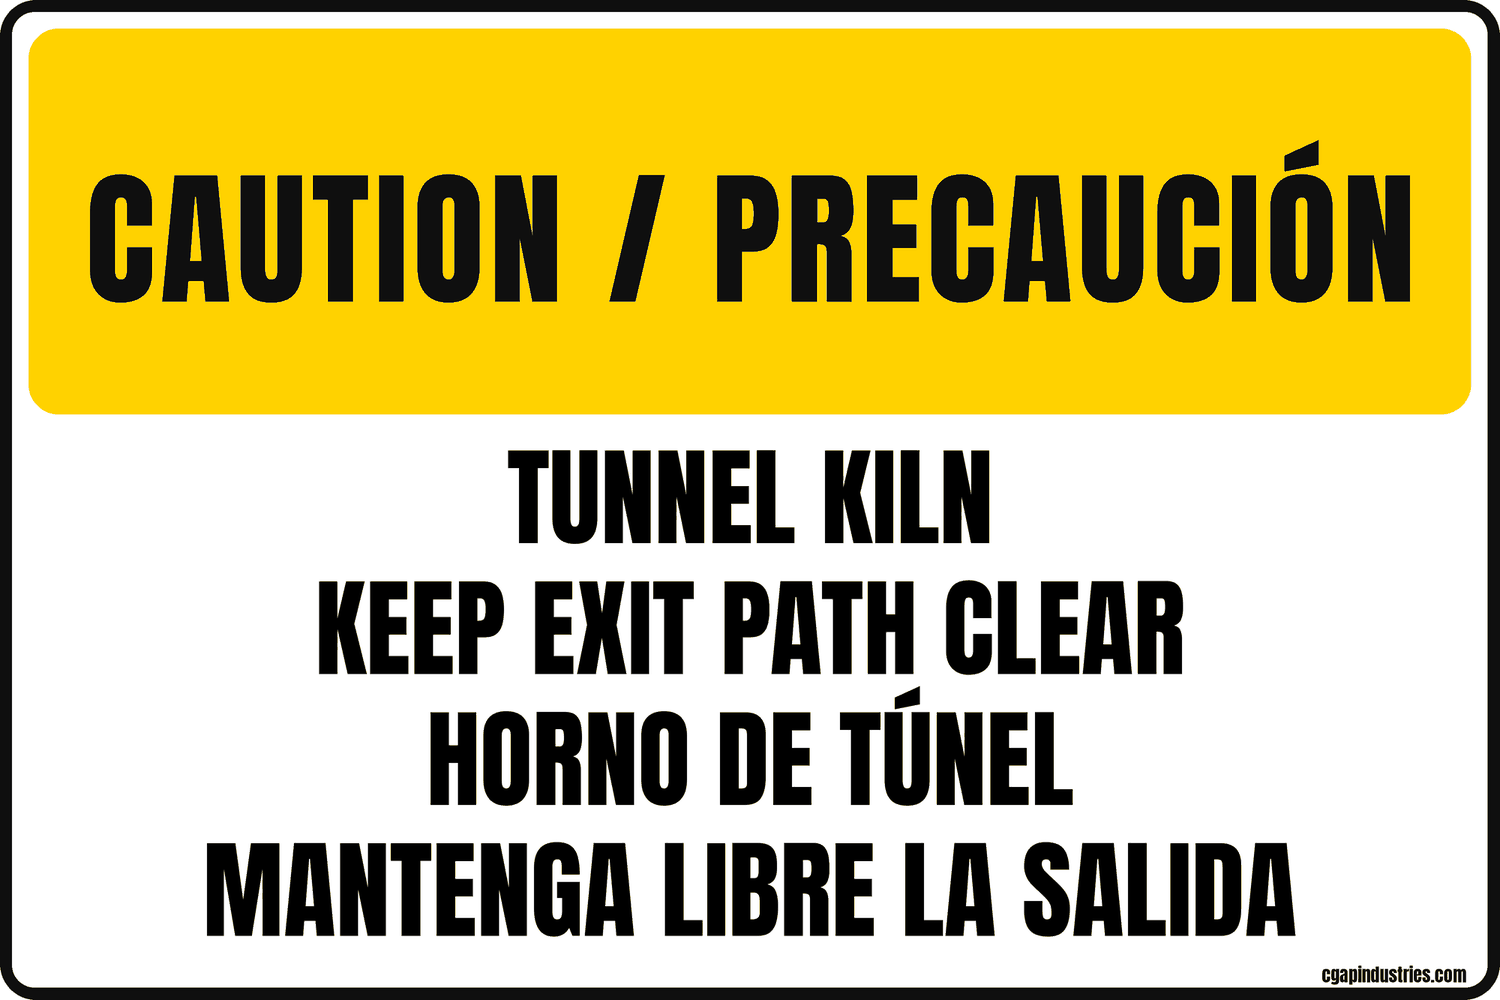 CAUTION / PRECAUCIÓN
TUNNEL KILN
KEEP EXIT PATH CLEAR
HORNO DE TÚNEL
MANTENGA LIBRE LA SALIDA
cgapindustries.com